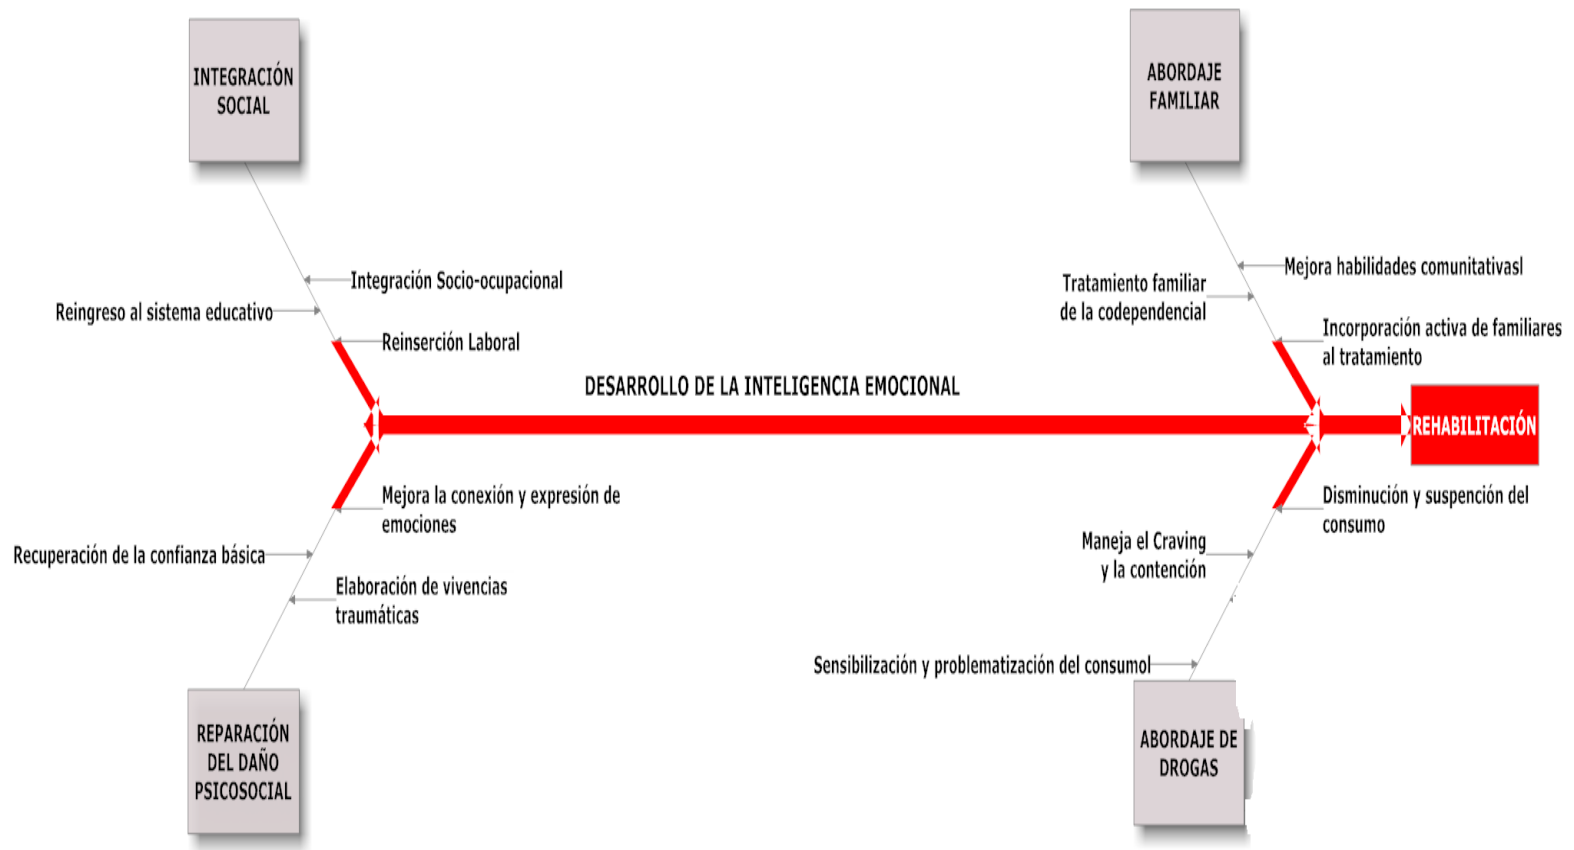 INTEGRACIÓN
SOCIAL
ABORDAJE
FAMILIAR
Integración Socio-ocupacional
Reingreso al sistema educativo
Reinserción Laboral
Mejora habilidades comunitativasl
Tratamiento familiar
de la codependencial
Incorporación activa de familiares
al tratamiento
DESARROLLO DE LA INTELIGENCIA EMOCIONAL
REHABILITACIÓN
Mejora la conexión y expresión de
emociones
Recuperación de la confianza básica
Elaboración de vivencias
traumáticas
Disminución y suspención del
consumo
Maneja el Craving
y la contención
Sensibilización y problematización del consumol
REPARACIÓN
DEL DAÑO
PSICOSOCIAL
ABORDAJE DE
DROGAS